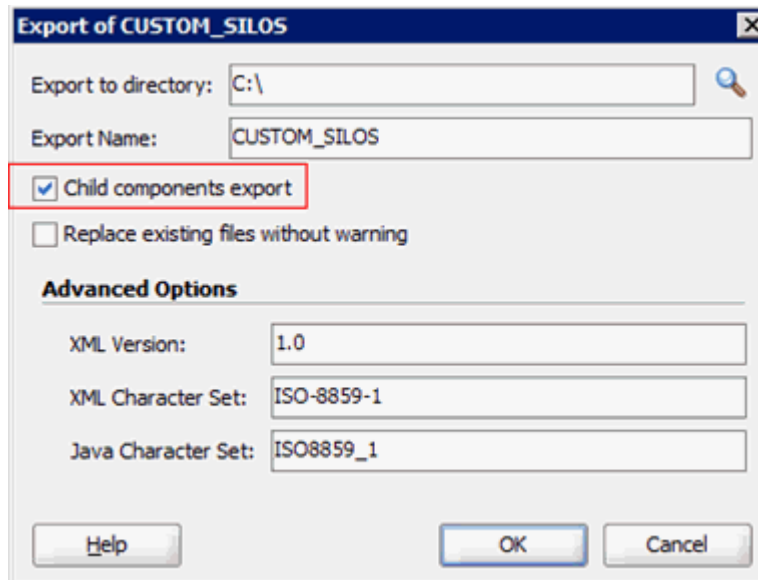 Export of CUSTOM_SILOS
Export to directory: C:\
Export Name: CUSTOM_SILOS
Child components export
Replace existing files without warning
Advanced Options
XML Version: 1.0
XML Character Set: ISO-8859-1
Java Character Set: ISO8859_1
Help OK Cancel